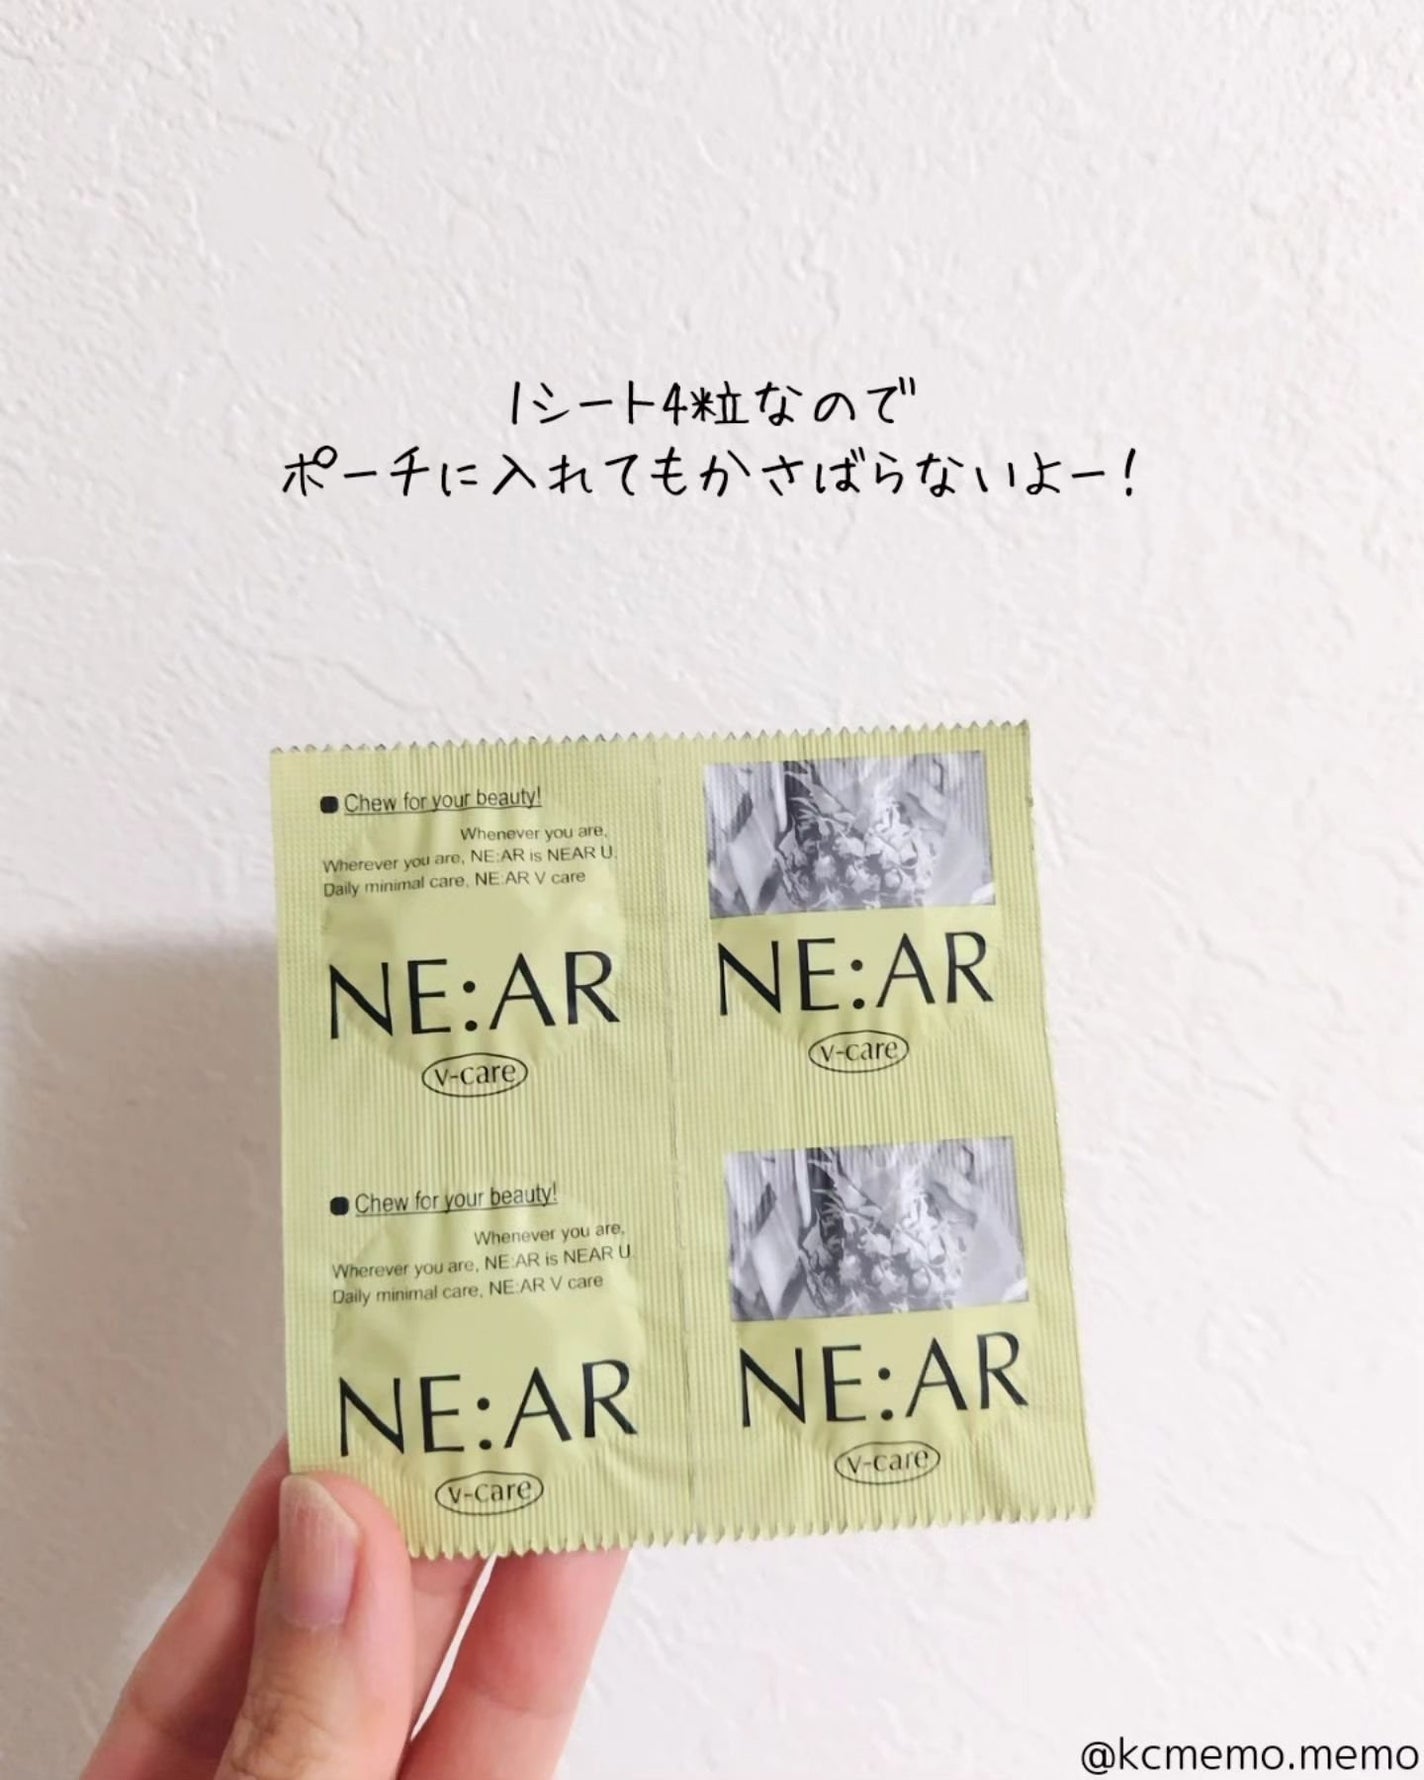 1シート4粒なので
ポーチに入れてもかさばらないよー!
Chew for your beauty!
Whenever you are,
Wherever you are, NE:AR is NEAR U.
Daily minimal care, NE:AR V care
NE:AR
v-care
NE:AR
v-care
Chew for your beauty!
Whenever you are,
Wherever you are, NE:AR is NEAR U.
Daily minimal care, NE:AR V care
NE:AR
v-care
NE:AR
v-care
@kcmemo.memo